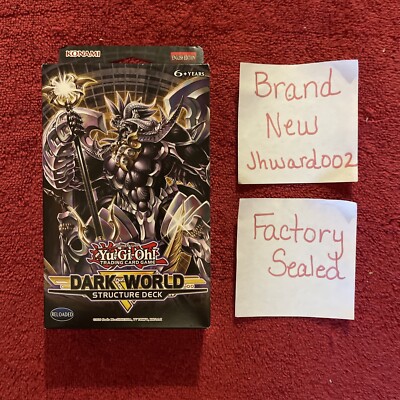 KONAMI
6+ YEARS
Yu-Gi-Oh!
TRADING CARD GAME
DARK WORLD
STRUCTURE DECK
RELOADED
Brand
New
Jhward002
Factory
Sealed